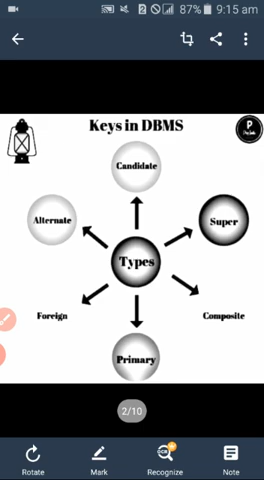 87% 9:15 am
Keys in DBMS
P
Candidate
Alternate
Super
Types
Foreign
Composite
Primary
2/10
OCR
Rotate
Mark
Recognize
Note